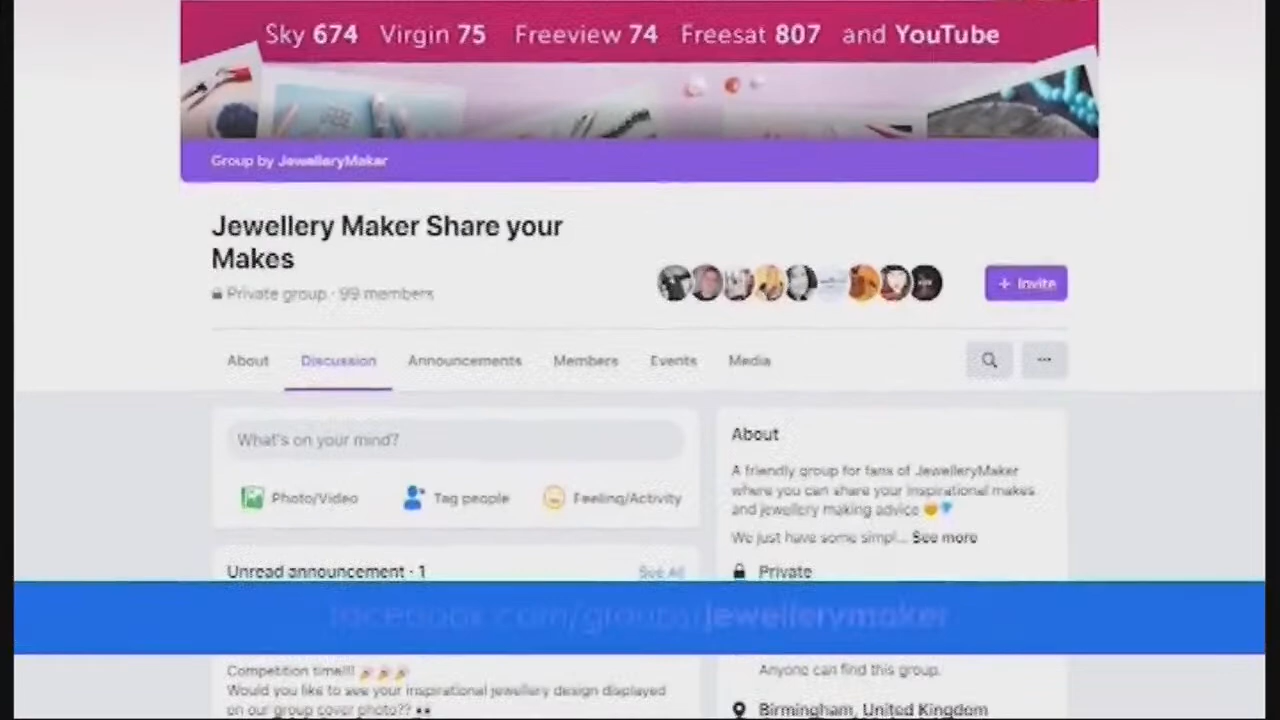 Sky 674 Virgin 75 Freeview 74 Freesat 807 and YouTube
Group by JewelleryMaker
Jewellery Maker Share your
Makes
Private group · 99 members
+ Invite
About Discussion Announcements Members Events Media
What's on your mind?
Photo/Video Tag people Feeling/Activity
Unread announcement · 1 See All
About
A friendly group for fans of JewelleryMaker
where you can share your inspirational makes
and jewellery making advice 😊💎
We just have some simpl... See more
Private
facebook.com/groups/jewellerymaker
Competition time!!! 🎉🎉🎉
Would you like to see your inspirational jewellery design displayed
on our group cover photo?? 👀
Anyone can find this group.
Birmingham, United Kingdom